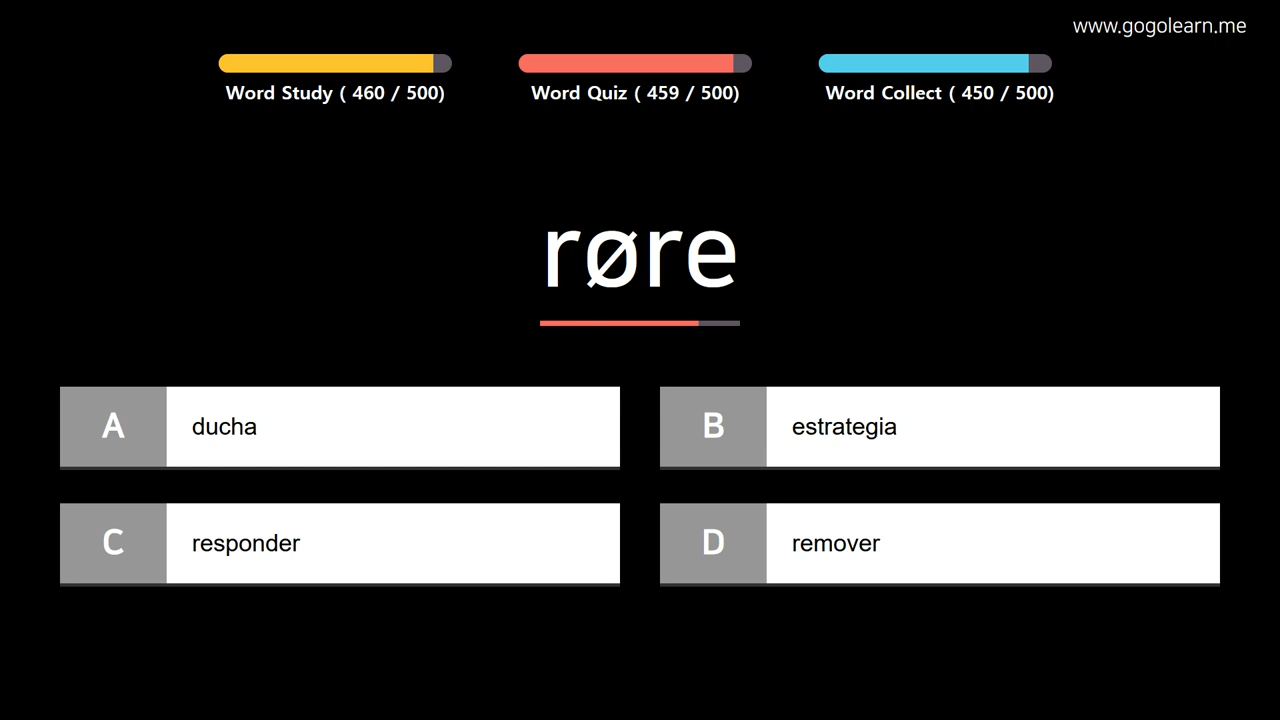 www.gogolearn.me
Word Study ( 460 / 500)
Word Quiz ( 459 / 500)
Word Collect ( 450 / 500)
røre
A ducha
B estrategia
C responder
D remover